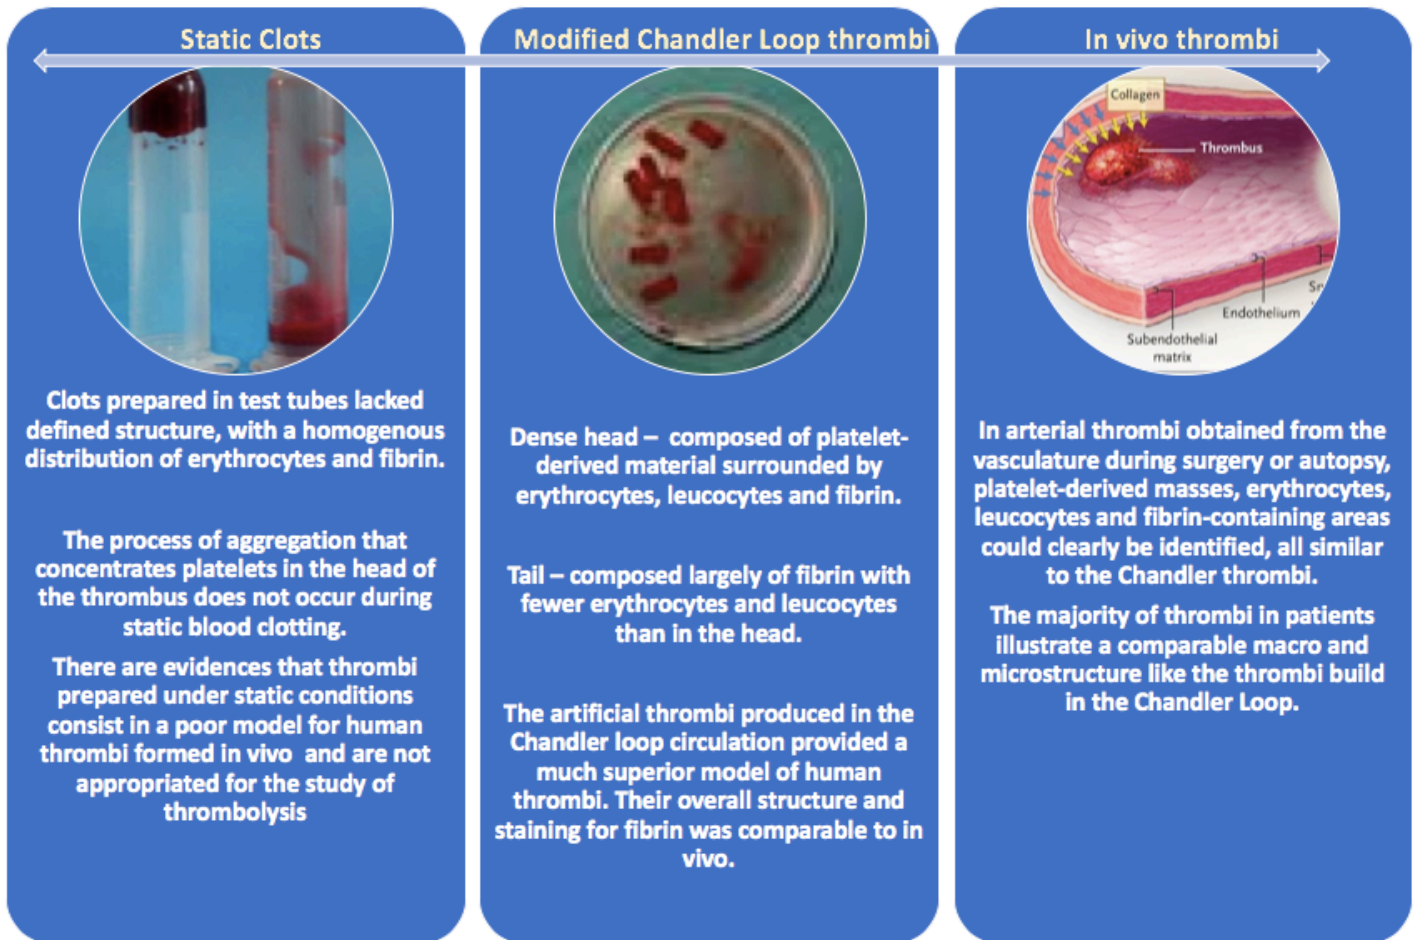 Static Clots
Clots prepared in test tubes lacked
defined structure, with a homogenous
distribution of erythrocytes and fibrin.
The process of aggregation that
concentrates platelets in the head of
the thrombus does not occur during
static blood clotting.
There are evidences that thrombi
prepared under static conditions
consist in a poor model for human
thrombi formed in vivo and are not
appropriated for the study of
thrombolysis
Modified Chandler Loop thrombi
Dense head – composed of platelet-
derived material surrounded by
erythrocytes, leucocytes and fibrin.
Tail – composed largely of fibrin with
fewer erythrocytes and leucocytes
than in the head.
The artificial thrombi produced in the
Chandler loop circulation provided a
much superior model of human
thrombi. Their overall structure and
staining for fibrin was comparable to in
vivo.
In vivo thrombi
Collagen
Thrombus
Endothelium
Subendothelial
matrix
In arterial thrombi obtained from the
vasculature during surgery or autopsy,
platelet-derived masses, erythrocytes,
leucocytes and fibrin-containing areas
could clearly be identified, all similar
to the Chandler thrombi.
The majority of thrombi in patients
illustrate a comparable macro and
microstructure like the thrombi build
in the Chandler Loop.